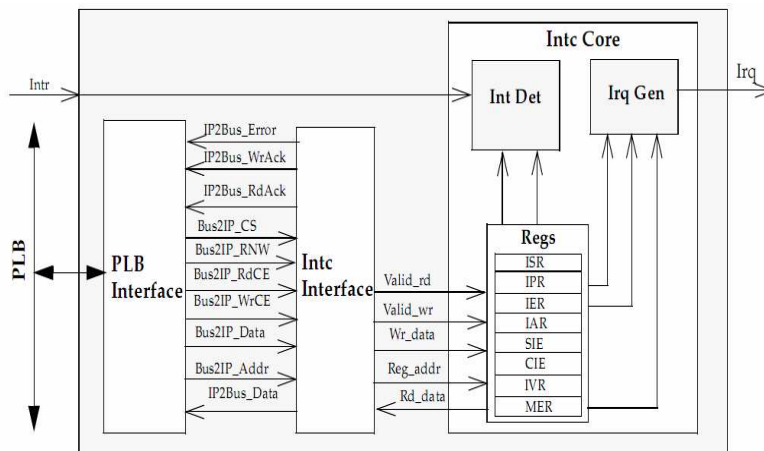 Intc Core
Intr
Int Det
Irq Gen
Irq
PLB
PLB
Interface
IP2Bus_Error
IP2Bus_WrAck
IP2Bus_RdAck
Bus2IP_CS
Bus2IP_RNW
Bus2IP_RdCE
Bus2IP_WrCE
Bus2IP_Data
Bus2IP_Addr
IP2Bus_Data
Intc
Interface
Valid_rd
Valid_wr
Wr_data
Reg_addr
Rd_data
Regs
ISR
IPR
IER
IAR
SIE
CIE
IVR
MER